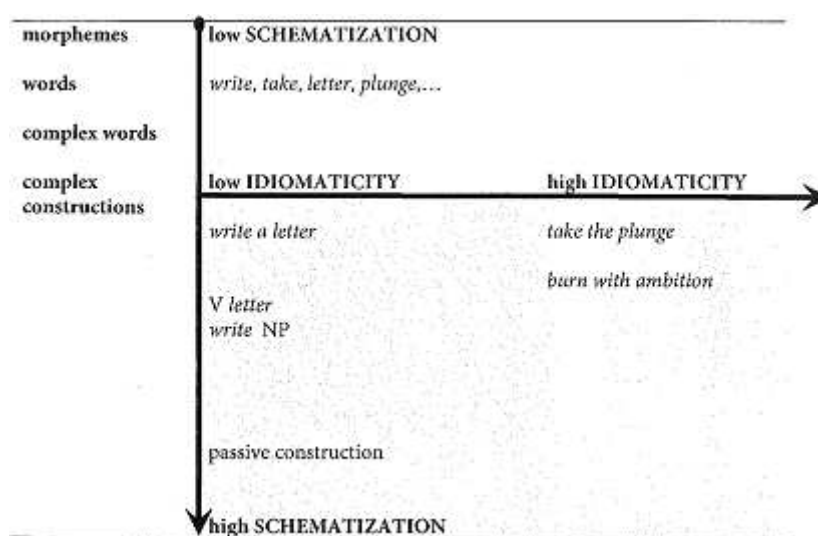 morphemes low SCHEMATIZATION
words write, take, letter, plunge,...
complex words
complex low IDIOMATICITY high IDIOMATICITY
constructions
write a letter take the plunge
burn with ambition
V letter
write NP
passive construction
high SCHEMATIZATION